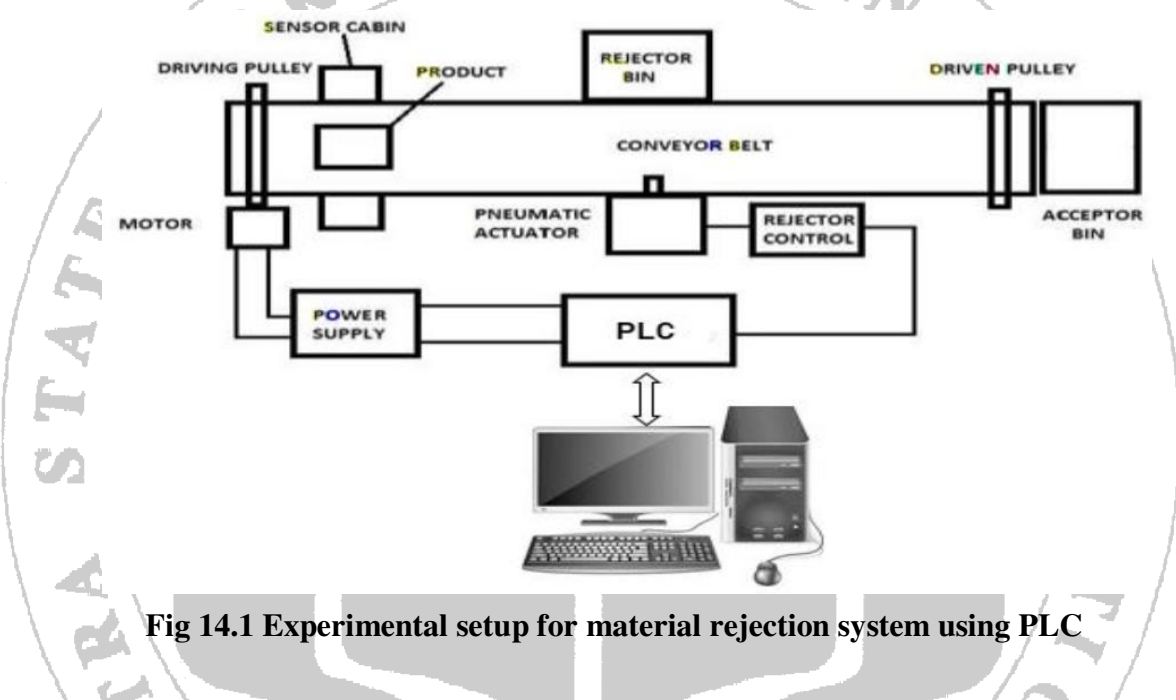 SENSOR CABIN
DRIVING PULLEY
PRODUCT
REJECTOR
BIN
DRIVEN PULLEY
CONVEYOR BELT
MOTOR
PNEUMATIC
ACTUATOR
REJECTOR
CONTROL
ACCEPTOR
BIN
POWER
SUPPLY
PLC
Fig 14.1 Experimental setup for material rejection system using PLC